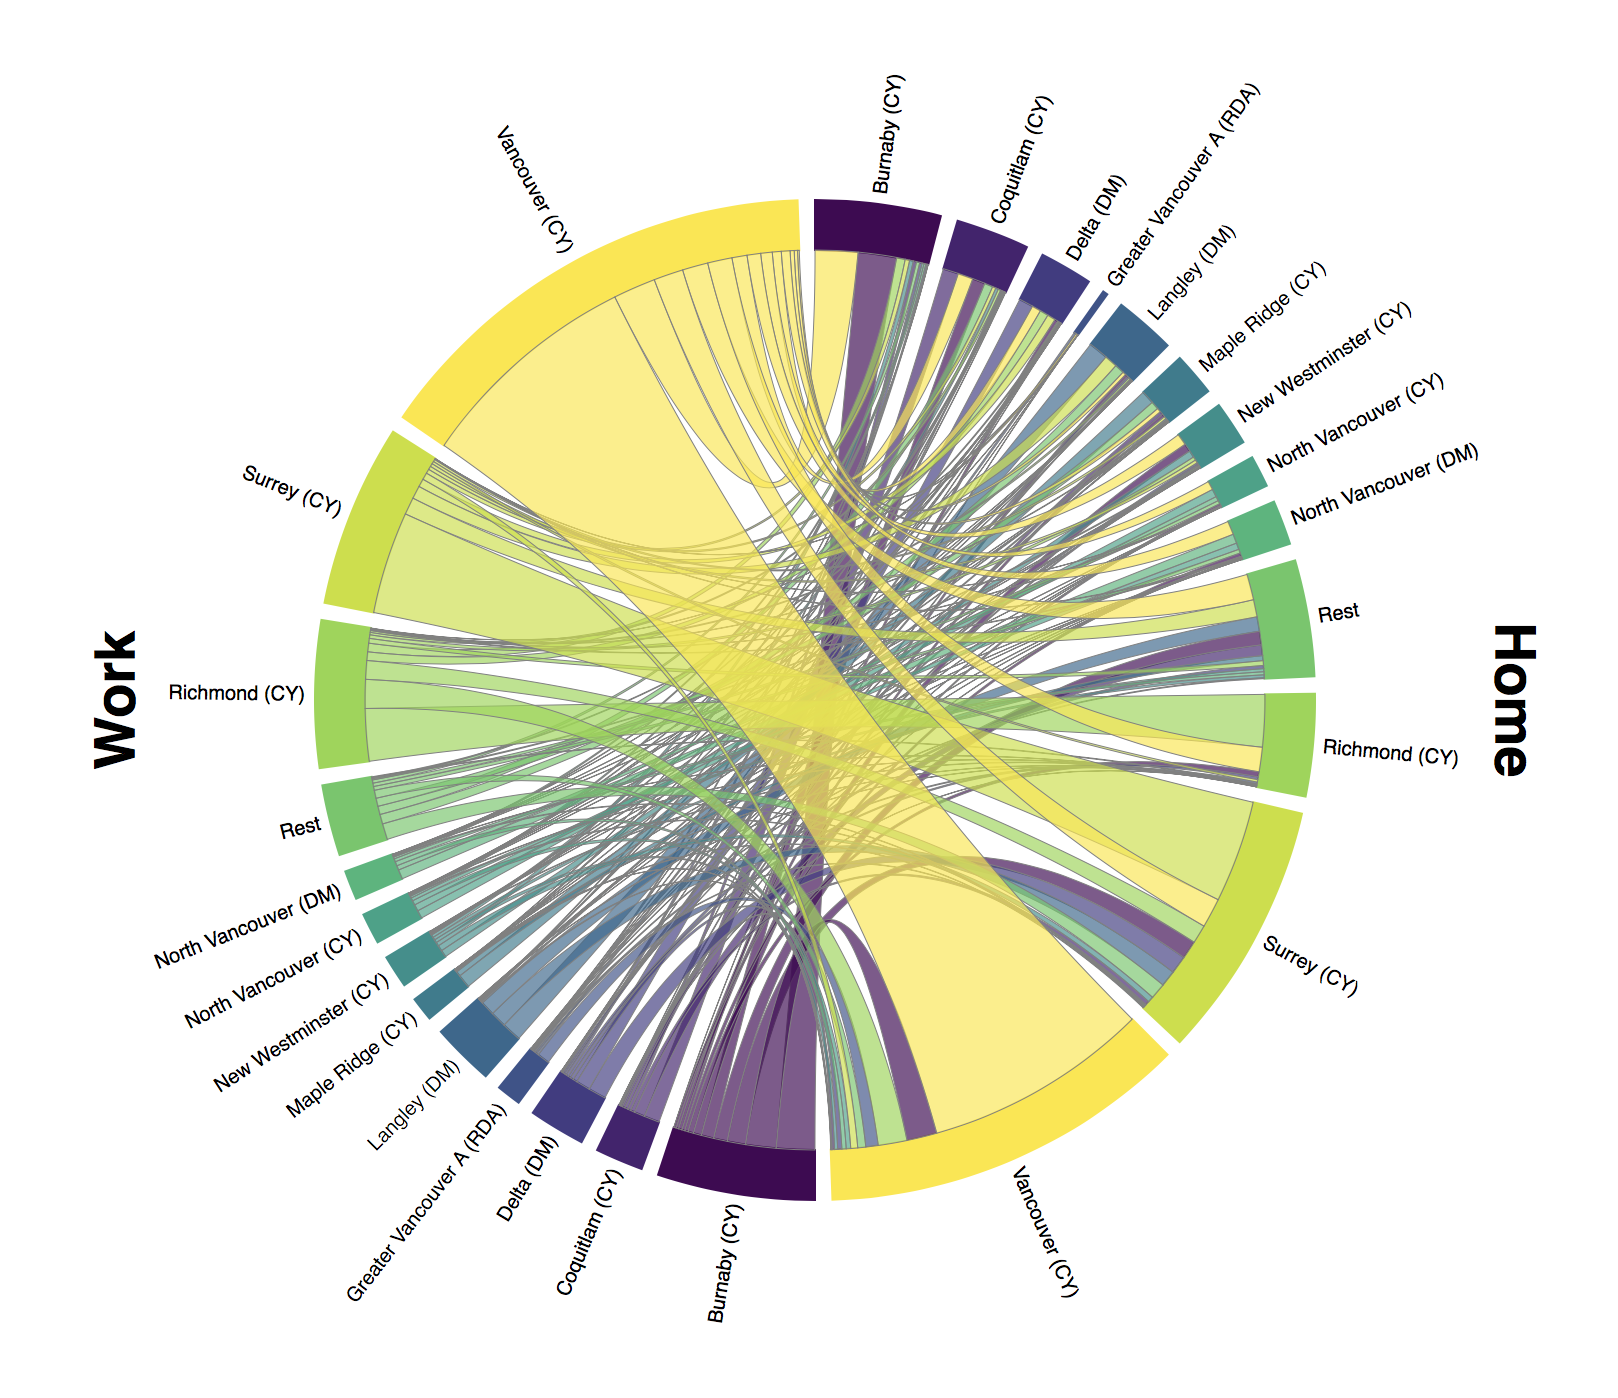 Burnaby (CY)
Coquitlam (CY)
Delta (DM)
Greater Vancouver A (RDA)
Langley (DM)
Maple Ridge (CY)
New Westminster (CY)
North Vancouver (CY)
North Vancouver (DM)
Rest
Richmond (CY)
Surrey (CY)
Vancouver (CY)
Home
Vancouver (CY)
Surrey (CY)
Richmond (CY)
Rest
North Vancouver (DM)
North Vancouver (CY)
New Westminster (CY)
Maple Ridge (CY)
Langley (DM)
Greater Vancouver A (RDA)
Delta (DM)
Coquitlam (CY)
Burnaby (CY)
Work